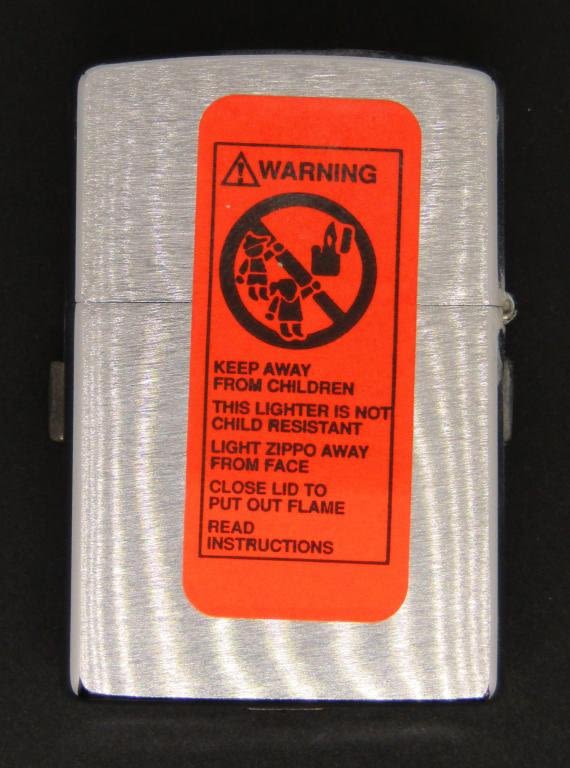 WARNING
KEEP AWAY
FROM CHILDREN
THIS LIGHTER IS NOT
CHILD RESISTANT
LIGHT ZIPPO AWAY
FROM FACE
CLOSE LID TO
PUT OUT FLAME
READ
INSTRUCTIONS